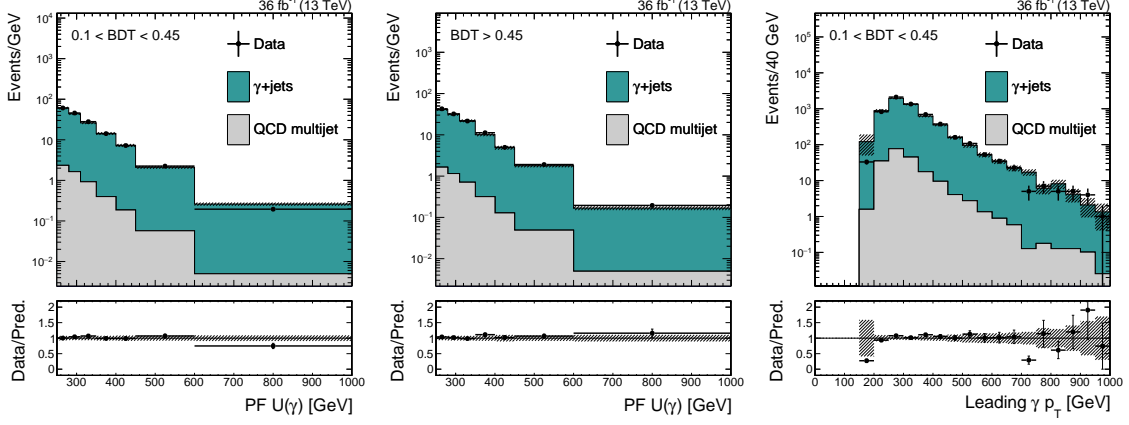 36 fb⁻¹ (13 TeV)
Events/GeV
0.1 < BDT < 0.45
Data
γ+jets
QCD multijet
10⁴
10³
10²
10
1
10⁻¹
10⁻²
Data/Pred.
2
1.5
1
0.5
0
300 400 500 600 700 800 900 1000
PF U(γ) [GeV]
36 fb⁻¹ (13 TeV)
Events/GeV
BDT > 0.45
Data
γ+jets
QCD multijet
10⁴
10³
10²
10
1
10⁻¹
10⁻²
Data/Pred.
2
1.5
1
0.5
0
300 400 500 600 700 800 900 1000
PF U(γ) [GeV]
36 fb⁻¹ (13 TeV)
Events/40 GeV
0.1 < BDT < 0.45
Data
γ+jets
QCD multijet
10⁵
10⁴
10³
10²
10
1
10⁻¹
Data/Pred.
2
1.5
1
0.5
0
0 100 200 300 400 500 600 700 800 900 1000
Leading γ p_T [GeV]